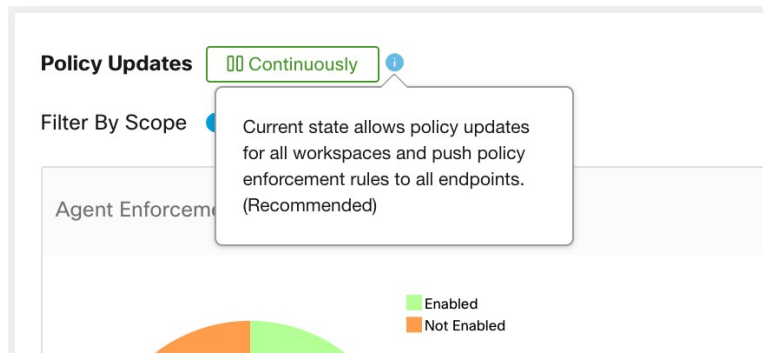 Policy Updates Continuously
Filter By Scope
Current state allows policy updates
for all workspaces and push policy
enforcement rules to all endpoints.
(Recommended)
Agent
Enabled
Not Enabled